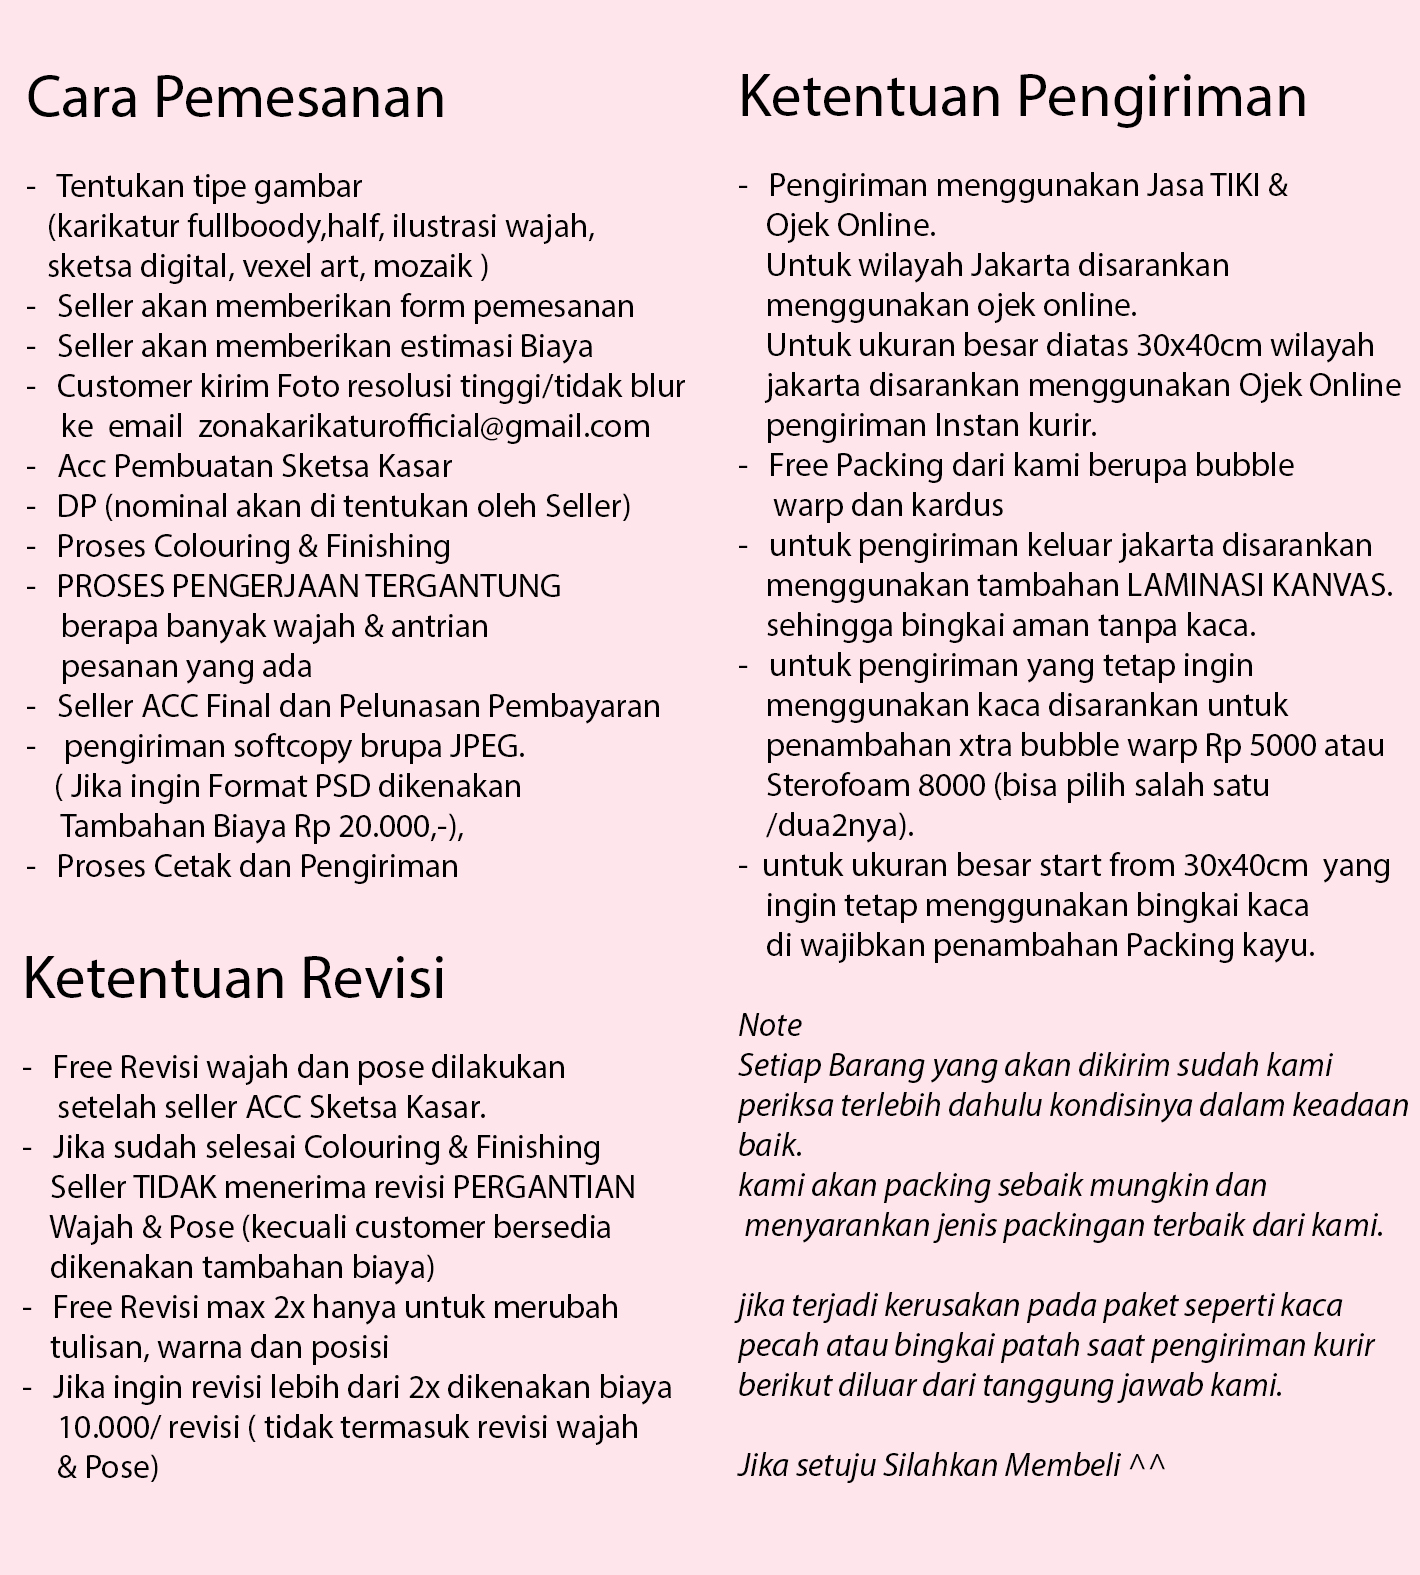 Cara Pemesanan
- Tentukan tipe gambar
(karikatur fullboody,half, ilustrasi wajah,
sketsa digital, vexel art, mozaik )
- Seller akan memberikan form pemesanan
- Seller akan memberikan estimasi Biaya
- Customer kirim Foto resolusi tinggi/tidak blur
ke email zonakarikaturofficial@gmail.com
- Acc Pembuatan Sketsa Kasar
- DP (nominal akan di tentukan oleh Seller)
- Proses Colouring & Finishing
- PROSES PENGERJAAN TERGANTUNG
berapa banyak wajah & antrian
pesanan yang ada
- Seller ACC Final dan Pelunasan Pembayaran
- pengiriman softcopy brupa JPEG.
( Jika ingin Format PSD dikenakan
Tambahan Biaya Rp 20.000,-),
- Proses Cetak dan Pengiriman
Ketentuan Revisi
- Free Revisi wajah dan pose dilakukan
setelah seller ACC Sketsa Kasar.
- Jika sudah selesai Colouring & Finishing
Seller TIDAK menerima revisi PERGANTIAN
Wajah & Pose (kecuali customer bersedia
dikenakan tambahan biaya)
- Free Revisi max 2x hanya untuk merubah
tulisan, warna dan posisi
- Jika ingin revisi lebih dari 2x dikenakan biaya
10.000/ revisi ( tidak termasuk revisi wajah
& Pose)
Ketentuan Pengiriman
- Pengiriman menggunakan Jasa TIKI &
Ojek Online.
Untuk wilayah Jakarta disarankan
menggunakan ojek online.
Untuk ukuran besar diatas 30x40cm wilayah
jakarta disarankan menggunakan Ojek Online
pengiriman Instan kurir.
- Free Packing dari kami berupa bubble
warp dan kardus
- untuk pengiriman keluar jakarta disarankan
menggunakan tambahan LAMINASI KANVAS.
sehingga bingkai aman tanpa kaca.
- untuk pengiriman yang tetap ingin
menggunakan kaca disarankan untuk
penambahan xtra bubble warp Rp 5000 atau
Sterofoam 8000 (bisa pilih salah satu
/dua2nya).
- untuk ukuran besar start from 30x40cm yang
ingin tetap menggunakan bingkai kaca
di wajibkan penambahan Packing kayu.
Note
Setiap Barang yang akan dikirim sudah kami
periksa terlebih dahulu kondisinya dalam keadaan
baik.
kami akan packing sebaik mungkin dan
menyarankan jenis packingan terbaik dari kami.
jika terjadi kerusakan pada paket seperti kaca
pecah atau bingkai patah saat pengiriman kurir
berikut diluar dari tanggung jawab kami.
Jika setuju Silahkan Membeli ^^